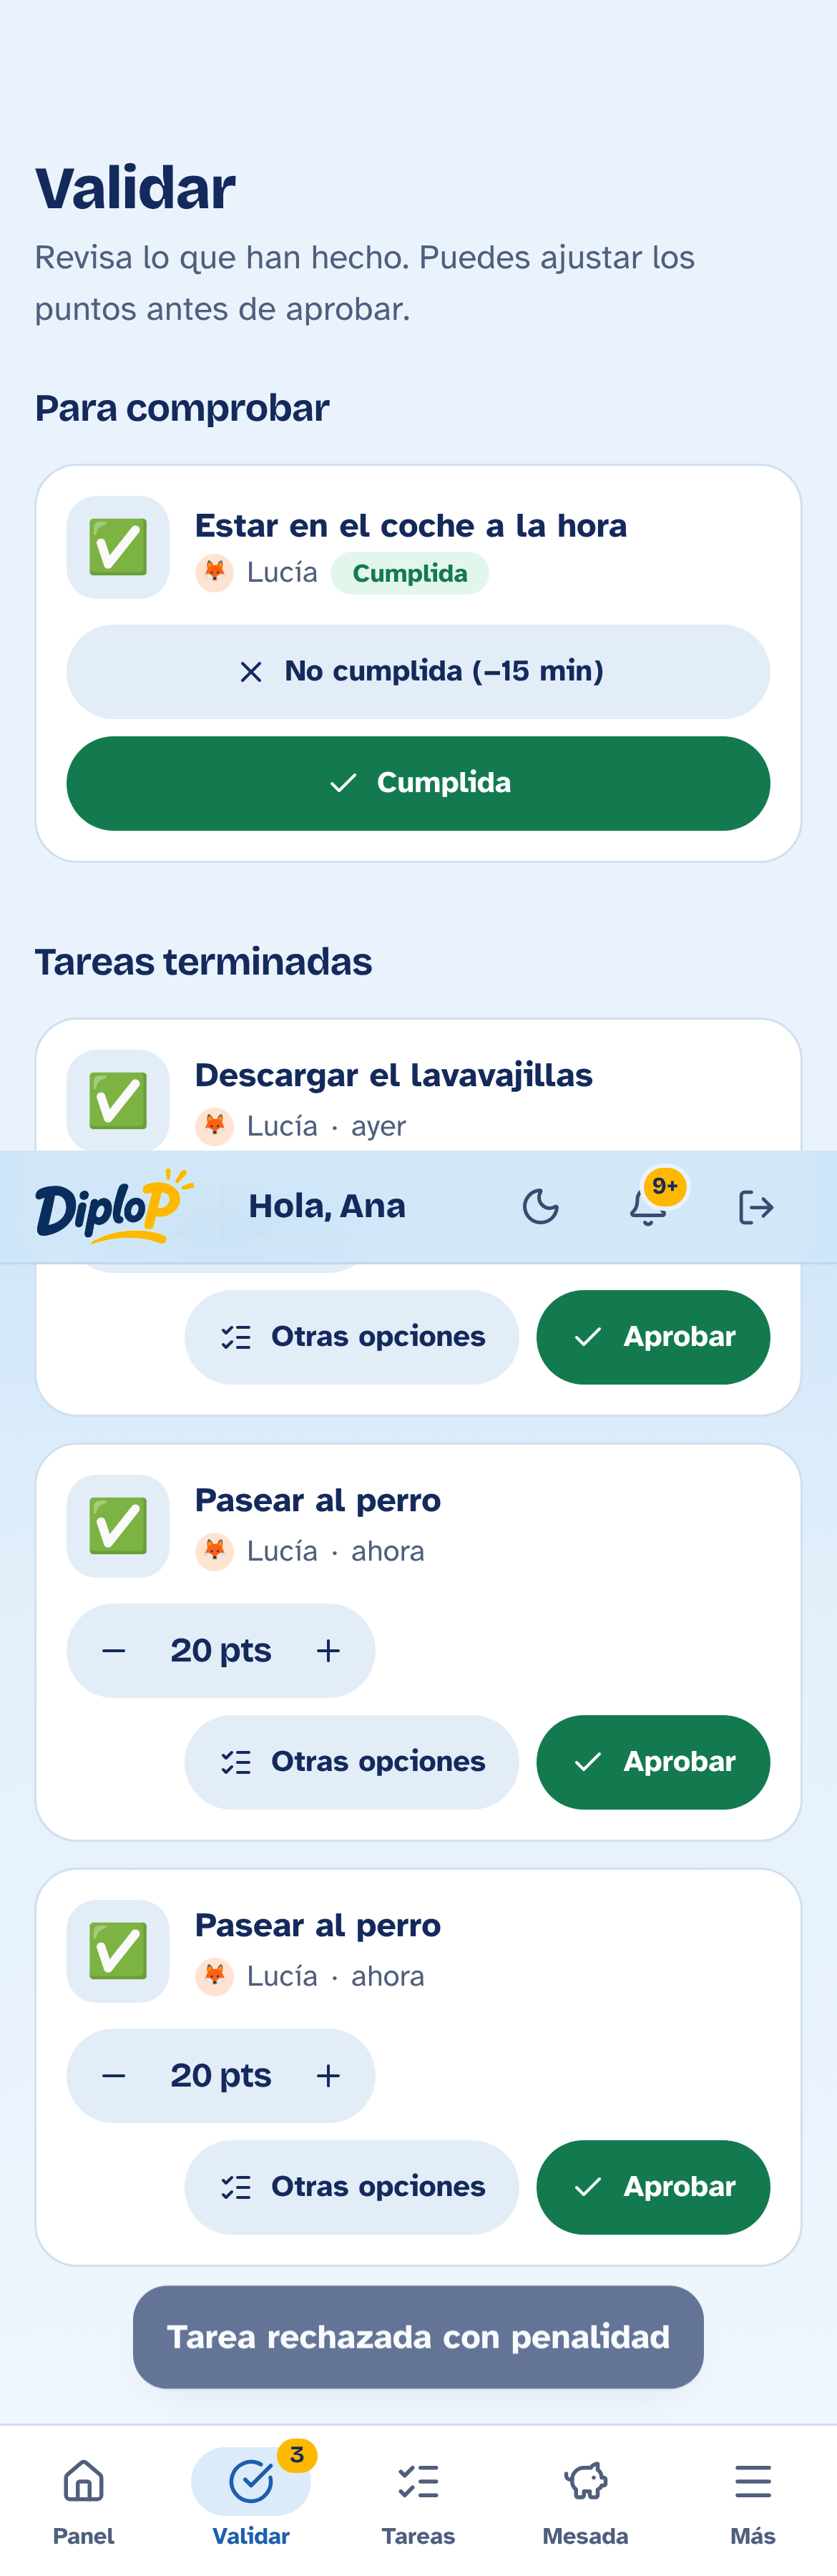 Validar
Revisa lo que han hecho. Puedes ajustar los
puntos antes de aprobar.
Para comprobar
Estar en el coche a la hora
Lucía Cumplida
No cumplida (–15 min)
Cumplida
Tareas terminadas
Descargar el lavavajillas
Lucía · ayer
DiploP Hola, Ana 9+
Otras opciones Aprobar
Pasear al perro
Lucía · ahora
20 pts
Otras opciones Aprobar
Pasear al perro
Lucía · ahora
20 pts
Otras opciones Aprobar
Tarea rechazada con penalidad
3
Panel Validar Tareas Mesada Más